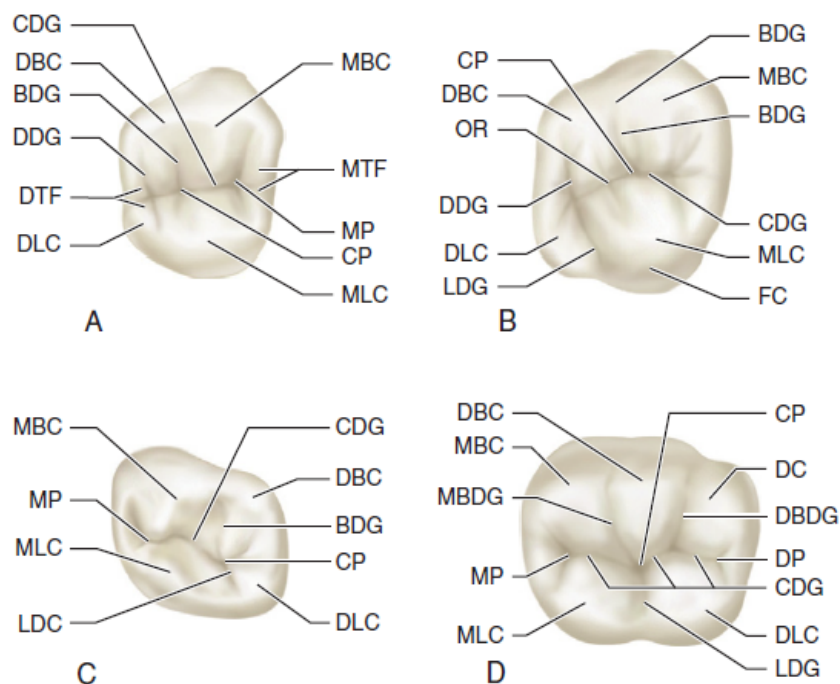 CDG
DBC
BDG
DDG
DTF
DLC
MBC
MTF
MP
CP
MLC
A
CP
DBC
OR
DDG
DLC
LDG
BDG
MBC
BDG
CDG
MLC
FC
B
MBC
MP
MLC
LDC
CDG
DBC
BDG
CP
DLC
C
DBC
MBC
MBDG
MP
MLC
CP
DC
DBDG
DP
CDG
DLC
LDG
D